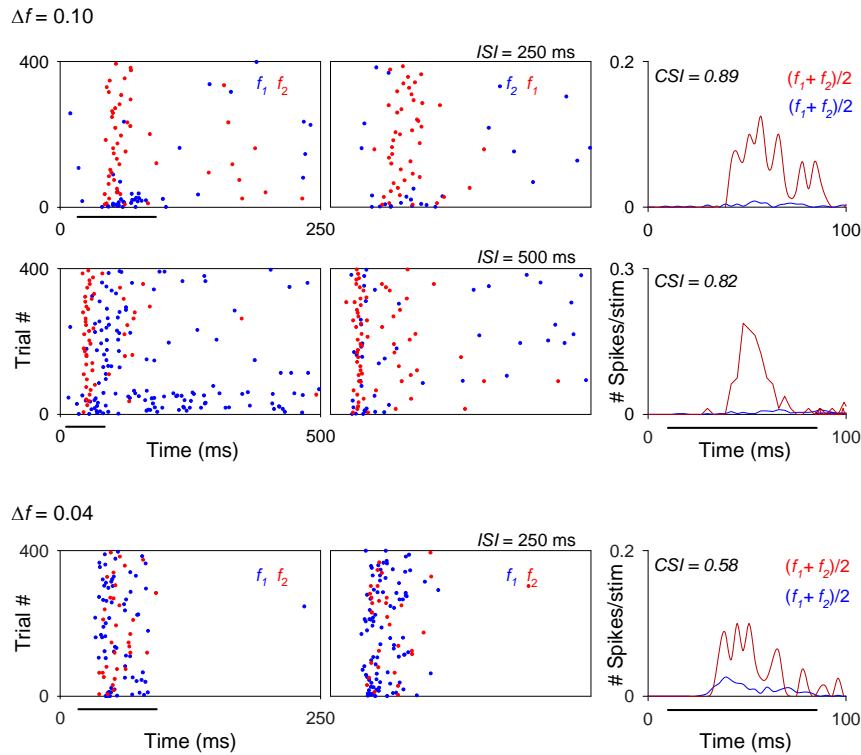 Δf = 0.10
ISI = 250 ms
400
f1 f2
f2 f1
0.2
CSI = 0.89
(f1+ f2)/2
(f1+ f2)/2
0
0
250
0
0
100
ISI = 500 ms
400
0.3
CSI = 0.82
Trial #
# Spikes/stim
0
0
500
Time (ms)
0
0
100
Time (ms)
Δf = 0.04
ISI = 250 ms
400
f1 f2
f1 f2
0.2
CSI = 0.58
(f1+ f2)/2
(f1+ f2)/2
Trial #
# Spikes/stim
0
0
250
Time (ms)
0
0
100
Time (ms)